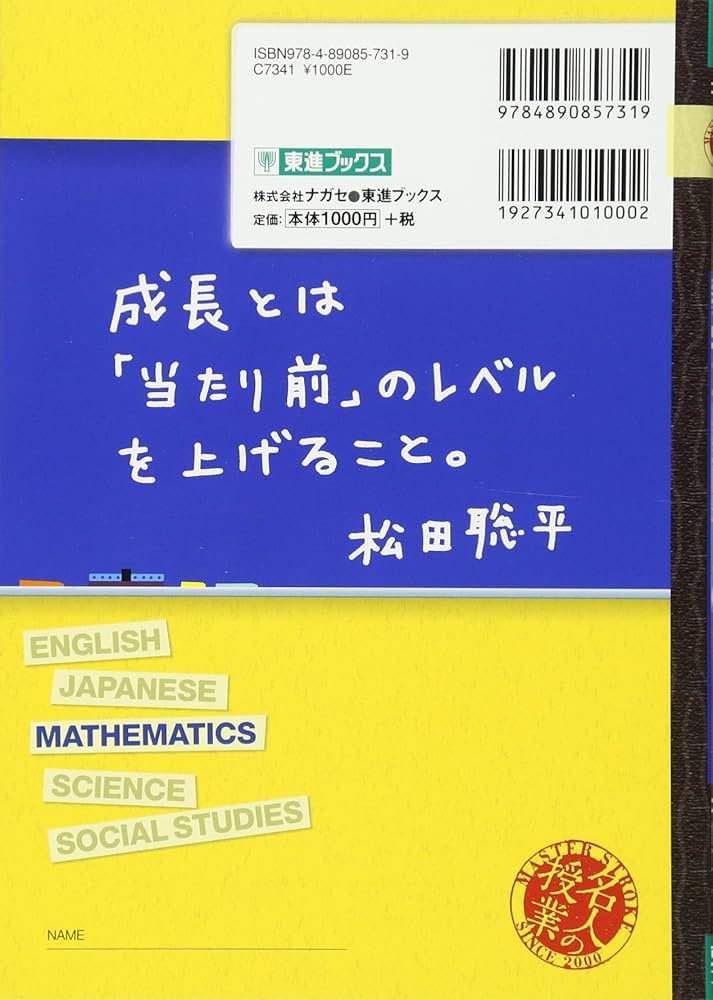 ISBN978-4-89085-731-9
C7341 ¥1000E
9784890857319
東進ブックス
株式会社ナガセ●東進ブックス
定価：本体1000円 +税
1927341010002
成長とは
「当たり前」のレベル
を上げること。
松田聡平
ENGLISH
JAPANESE
MATHEMATICS
SCIENCE
SOCIAL STUDIES
NAME
MASTER STROKE
名人の
授業
SINCE 2000